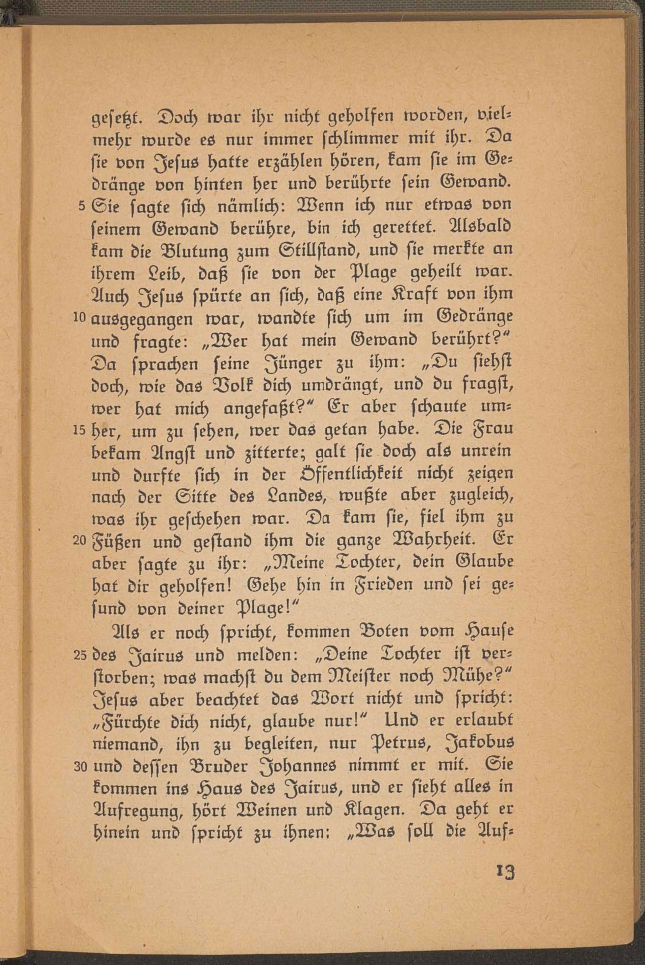 gesetzt. Doch war ihr nicht geholfen worden, viel-
mehr wurde es nur immer schlimmer mit ihr. Da
sie von Jesus hatte erzählen hören, kam sie im Ge-
dränge von hinten her und berührte sein Gewand.
5 Sie sagte sich nämlich: Wenn ich nur etwas von
seinem Gewand berühre, bin ich gerettet. Alsbald
kam die Blutung zum Stillstand, und sie merkte an
ihrem Leib, daß sie von der Plage geheilt war.
Auch Jesus spürte an sich, daß eine Kraft von ihm
10 ausgegangen war, wandte sich um im Gedränge
und fragte: „Wer hat mein Gewand berührt?“
Da sprachen seine Jünger zu ihm: „Du siehst
doch, wie das Volk dich umdrängt, und du fragst,
wer hat mich angefaßt?“ Er aber schaute um-
15 her, um zu sehen, wer das getan habe. Die Frau
bekam Angst und zitterte; galt sie doch als unrein
und durfte sich in der Öffentlichkeit nicht zeigen
nach der Sitte des Landes, wußte aber zugleich,
was ihr geschehen war. Da kam sie, fiel ihm zu
20 Füßen und gestand ihm die ganze Wahrheit. Er
aber sagte zu ihr: „Meine Tochter, dein Glaube
hat dir geholfen! Gehe hin in Frieden und sei ge-
sund von deiner Plage!“
Als er noch spricht, kommen Boten vom Hause
25 des Jairus und melden: „Deine Tochter ist ver-
storben; was machst du dem Meister noch Mühe?“
Jesus aber beachtet das Wort nicht und spricht:
„Fürchte dich nicht, glaube nur!“ Und er erlaubt
niemand, ihn zu begleiten, nur Petrus, Jakobus
30 und dessen Bruder Johannes nimmt er mit. Sie
kommen ins Haus des Jairus, und er sieht alles in
Aufregung, hört Weinen und Klagen. Da geht er
hinein und spricht zu ihnen: „Was soll die Auf-
13